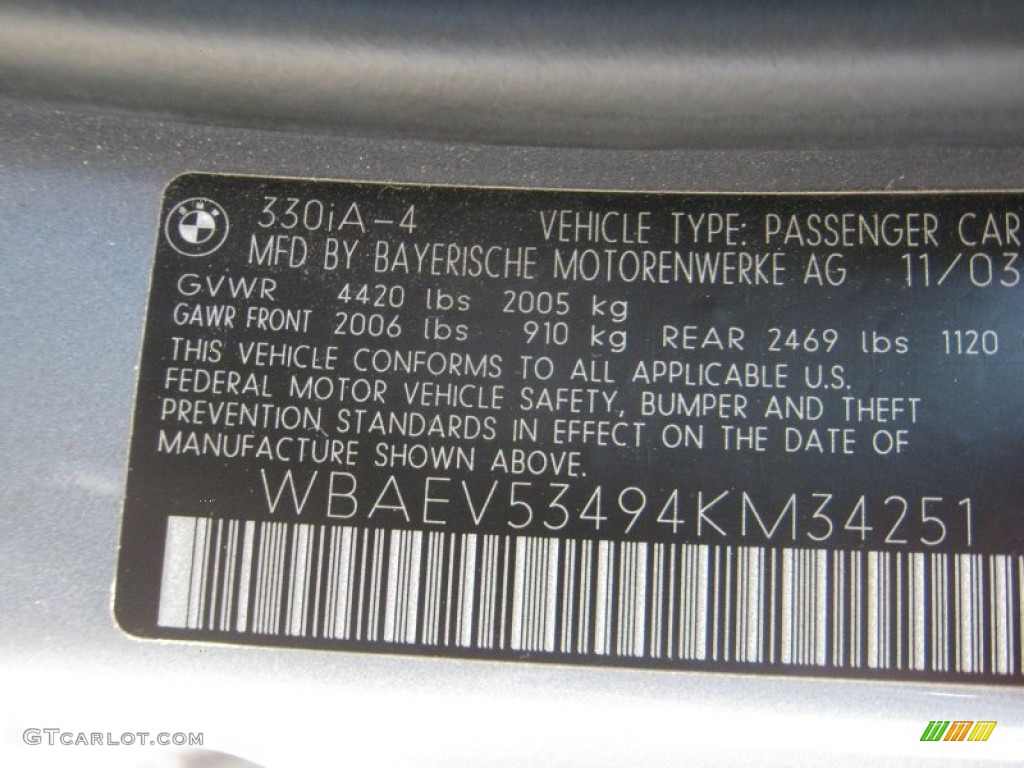 BMW
330iA-4 VEHICLE TYPE: PASSENGER CAR
MFD. BY BAYERISCHE MOTORENWERKE AG 11/03
GVWR 4420 lbs 2005 kg
GAWR FRONT 2006 lbs 910 kg REAR 2469 lbs 1120
THIS VEHICLE CONFORMS TO ALL APPLICABLE U.S.
FEDERAL MOTOR VEHICLE SAFETY, BUMPER AND THEFT
PREVENTION STANDARDS IN EFFECT ON THE DATE OF
MANUFACTURE SHOWN ABOVE.
WBAEV53494KM34251
GTCARLOT.COM